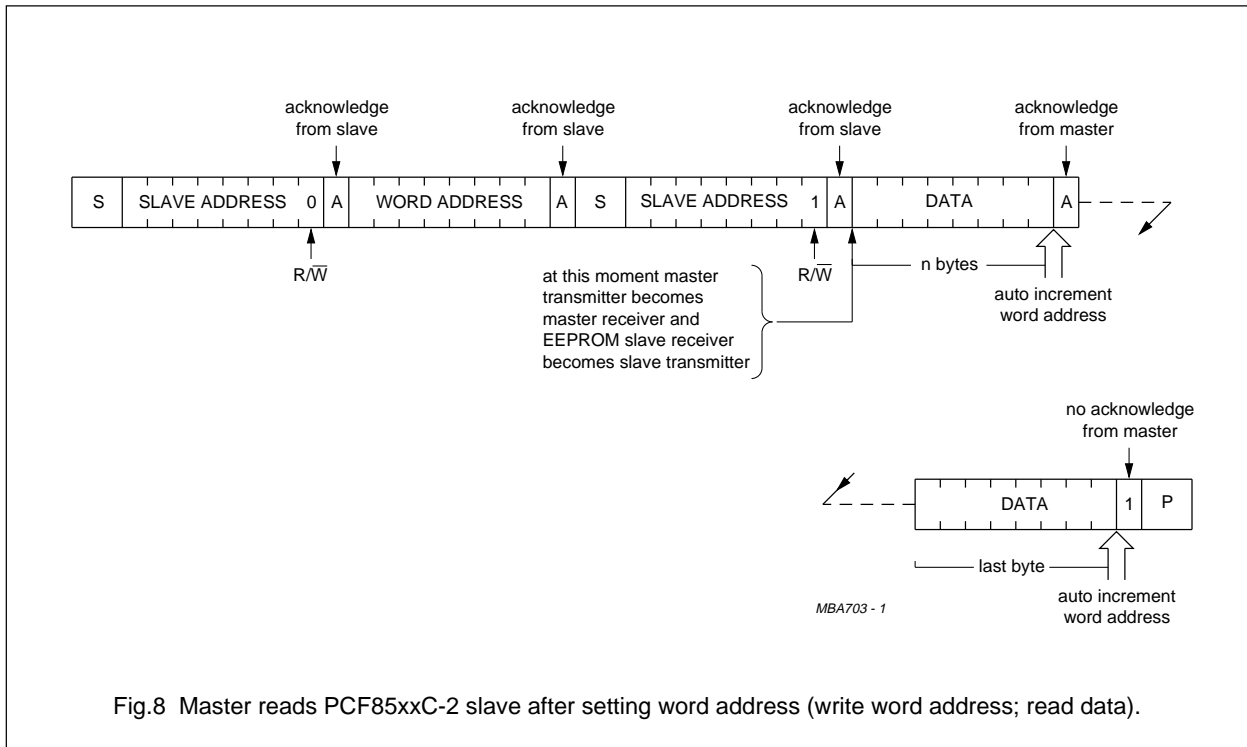 acknowledge
from slave
acknowledge
from slave
acknowledge
from slave
acknowledge
from master
S SLAVE ADDRESS 0 A WORD ADDRESS A S SLAVE ADDRESS 1 A DATA A
R/W̅
R/W̅
at this moment master
transmitter becomes
master receiver and
EEPROM slave receiver
becomes slave transmitter
n bytes
auto increment
word address
no acknowledge
from master
DATA 1 P
last byte
auto increment
word address
MBA703 - 1
Fig.8 Master reads PCF85xxC-2 slave after setting word address (write word address; read data).